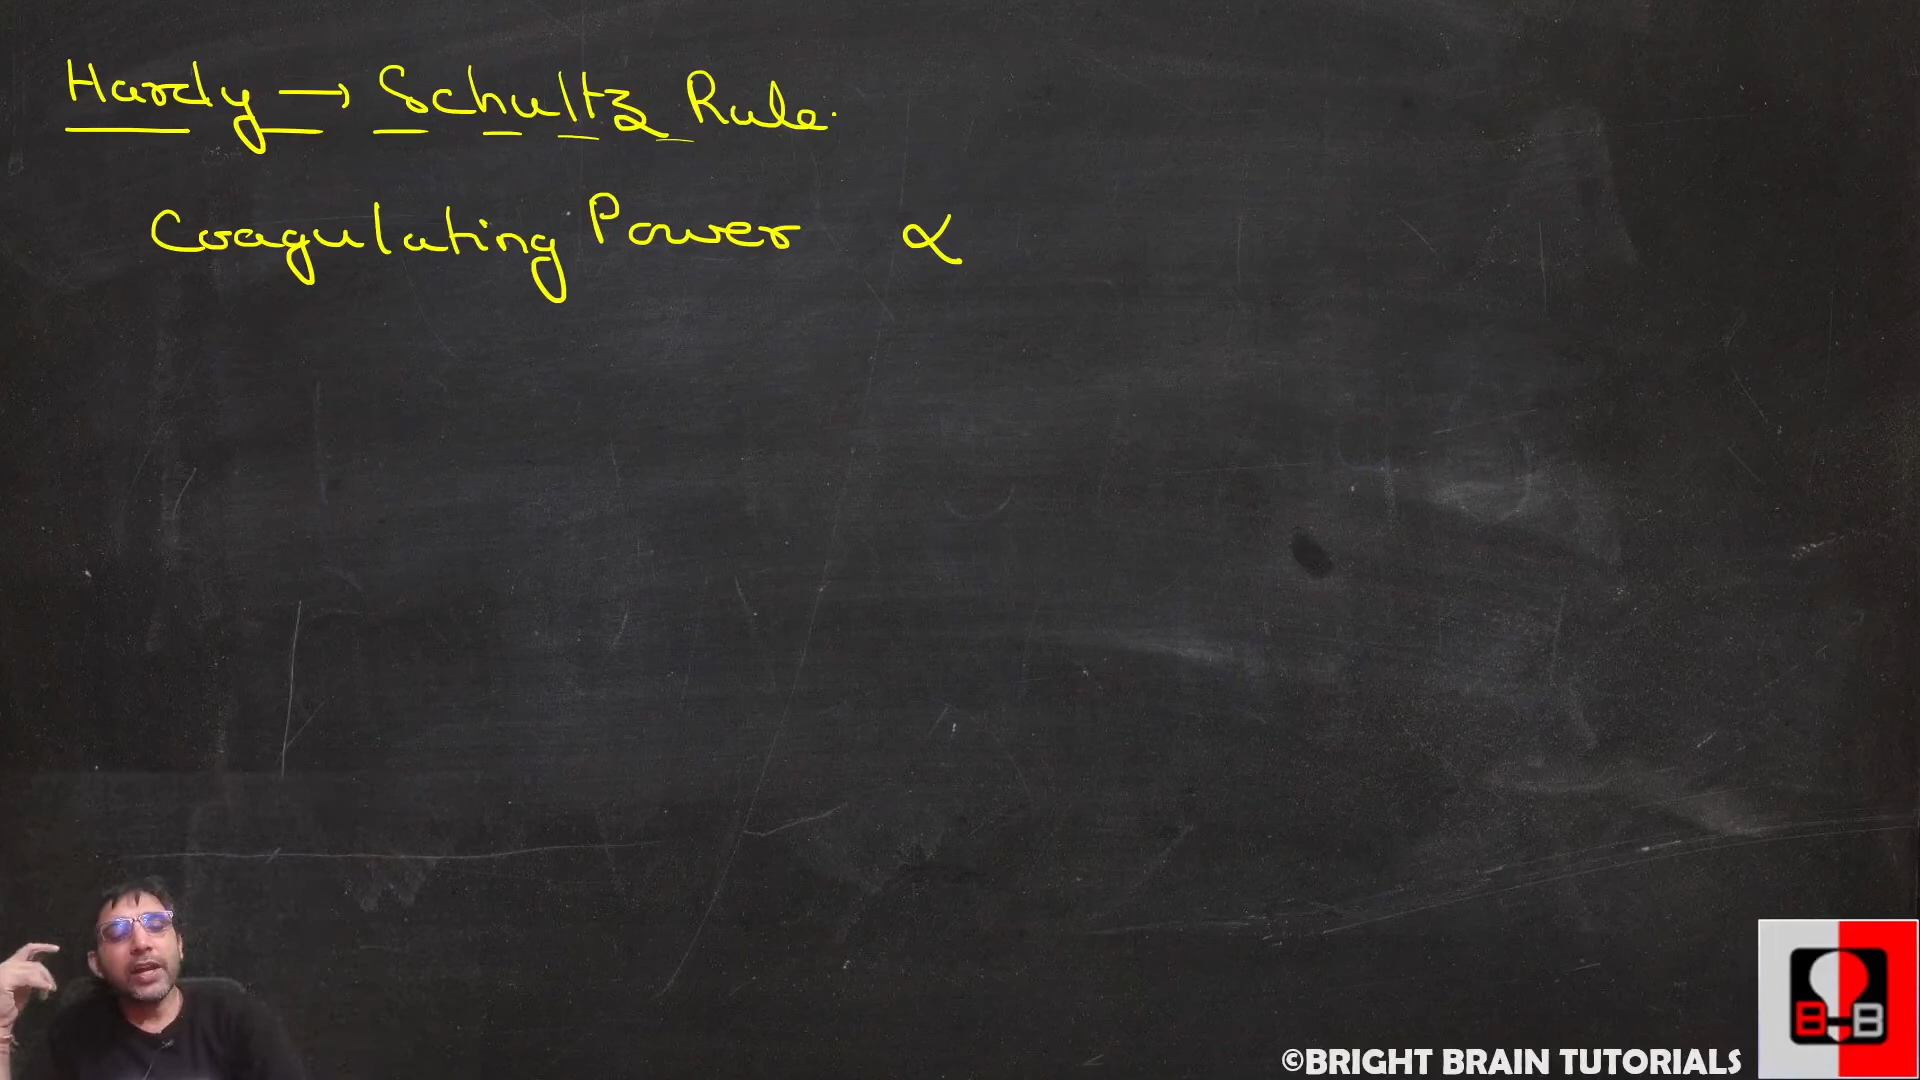 Hardy → Schultz Rule.
Coagulating Power ∝
B B
©BRIGHT BRAIN TUTORIALS